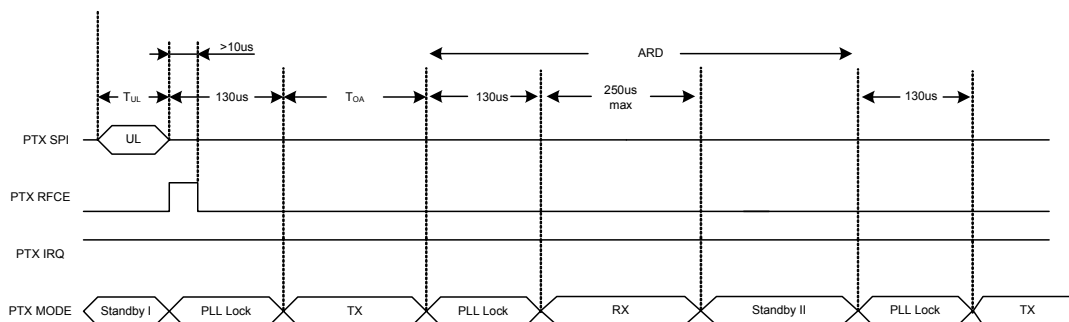 >10us
ARD
TUL
130us
TOA
130us
250us
max
130us
PTX SPI
UL
PTX RFCE
PTX IRQ
PTX MODE
Standby I
PLL Lock
TX
PLL Lock
RX
Standby II
PLL Lock
TX